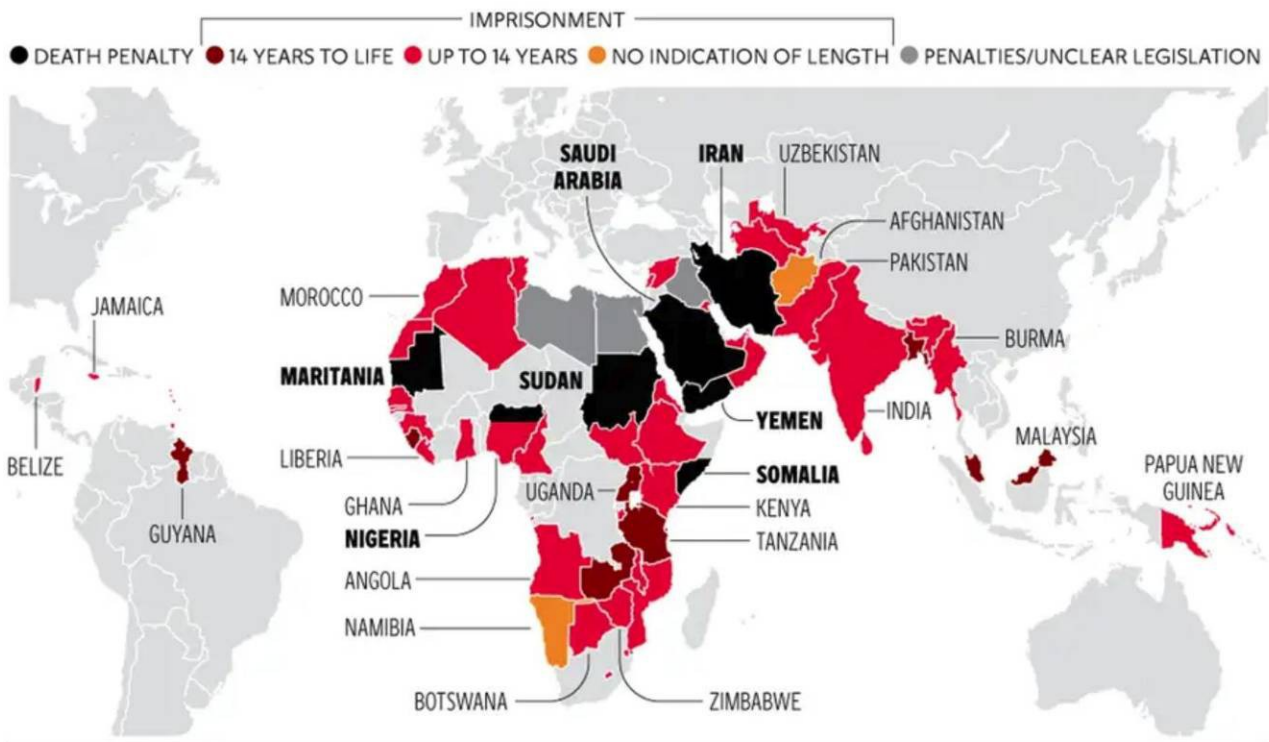 IMPRISONMENT
DEATH PENALTY 14 YEARS TO LIFE UP TO 14 YEARS NO INDICATION OF LENGTH PENALTIES/UNCLEAR LEGISLATION
SAUDI
ARABIA
IRAN
UZBEKISTAN
AFGHANISTAN
PAKISTAN
MOROCCO
JAMAICA
BURMA
MARITANIA
SUDAN
INDIA
YEMEN
MALAYSIA
BELIZE
LIBERIA
SOMALIA
PAPUA NEW
GUINEA
UGANDA
GHANA
KENYA
GUYANA
NIGERIA
TANZANIA
ANGOLA
NAMIBIA
BOTSWANA
ZIMBABWE